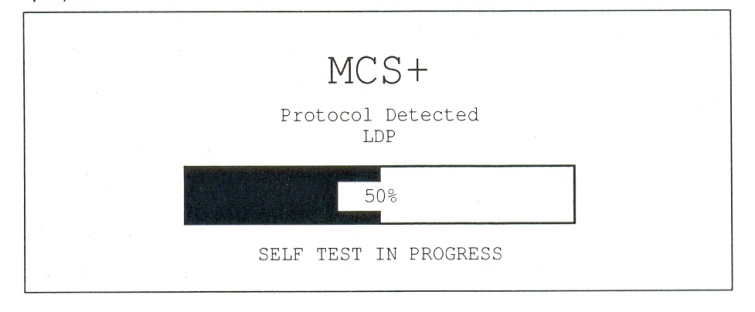 MCS+
Protocol Detected
LDP
50%
SELF TEST IN PROGRESS